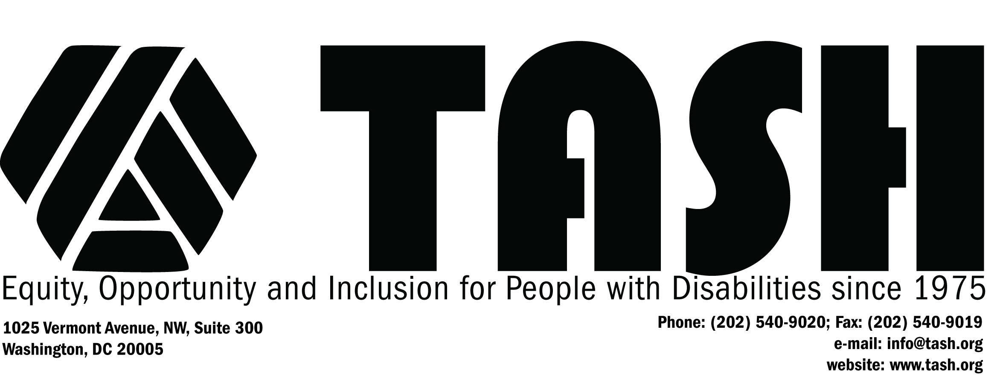 TASH
Equity, Opportunity and Inclusion for People with Disabilities since 1975
1025 Vermont Avenue, NW, Suite 300
Washington, DC 20005
Phone: (202) 540-9020; Fax: (202) 540-9019
e-mail: info@tash.org
website: www.tash.org